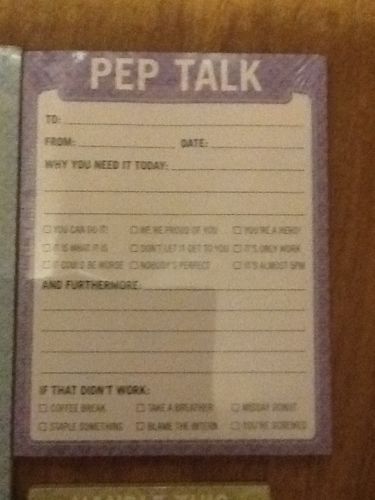 PEP TALK
TO:
FROM: DATE:
WHY YOU NEED IT TODAY:
YOU CAN DO IT! WE'RE PROUD OF YOU YOU'RE A HERO!
IT IS WHAT IT IS DON'T LET IT GET TO YOU IT'S ONLY WORK
IT COULD BE WORSE NOBODY'S PERFECT IT'S ALMOST 5PM
AND FURTHERMORE:
IF THAT DIDN'T WORK:
COFFEE BREAK TAKE A BREATHER MIDDAY DONUT
STAPLE SOMETHING BLAME THE INTERN YOU'RE SCREWED